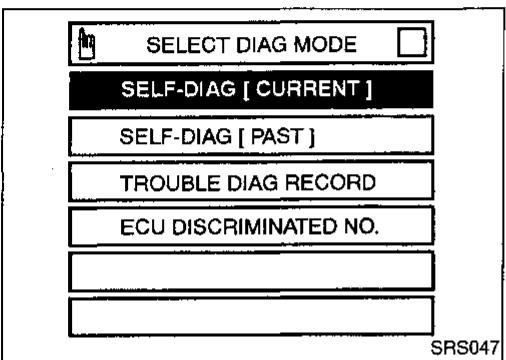 SELECT DIAG MODE
SELF-DIAG [ CURRENT ]
SELF-DIAG [ PAST ]
TROUBLE DIAG RECORD
ECU DISCRIMINATED NO.
SRS047